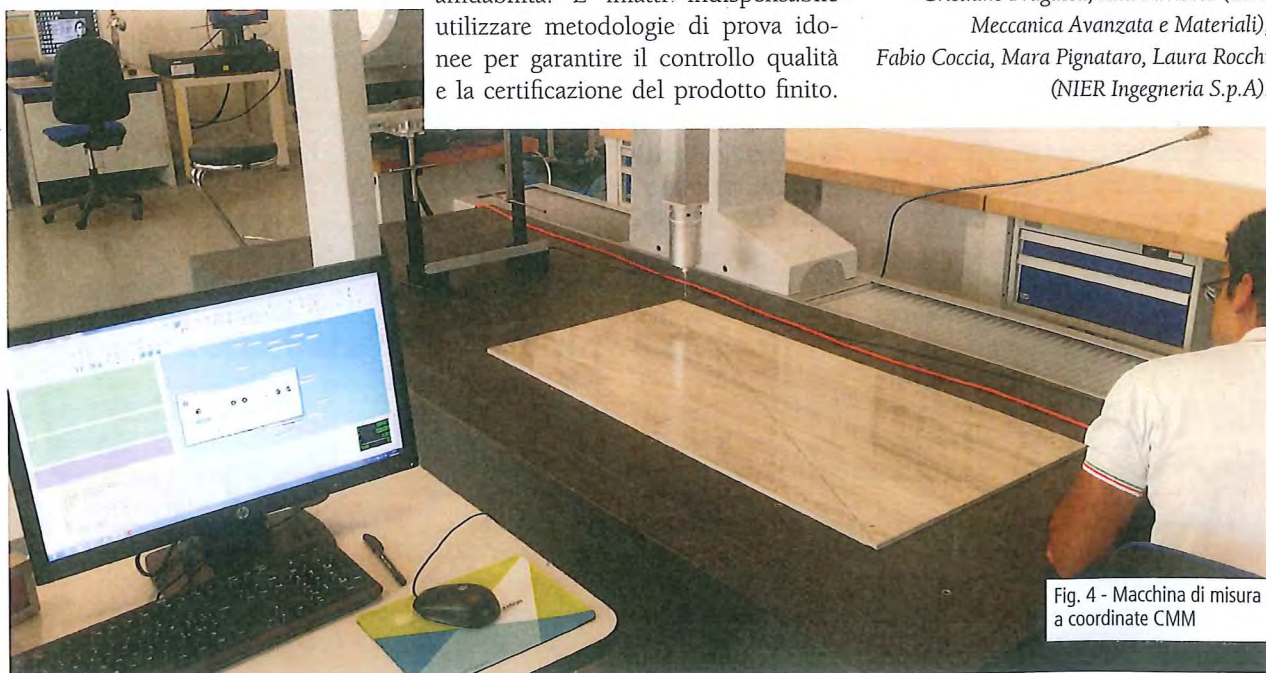 utilizzare metodologie di prova ido-
nee per garantire il controllo qualità
e la certificazione del prodotto finito.
Meccanica Avanzata e Materiali),
Fabio Coccia, Mara Pignataro, Laura Rocchi
(NIER Ingegneria S.p.A)
Fig. 4 - Macchina di misura
a coordinate CMM